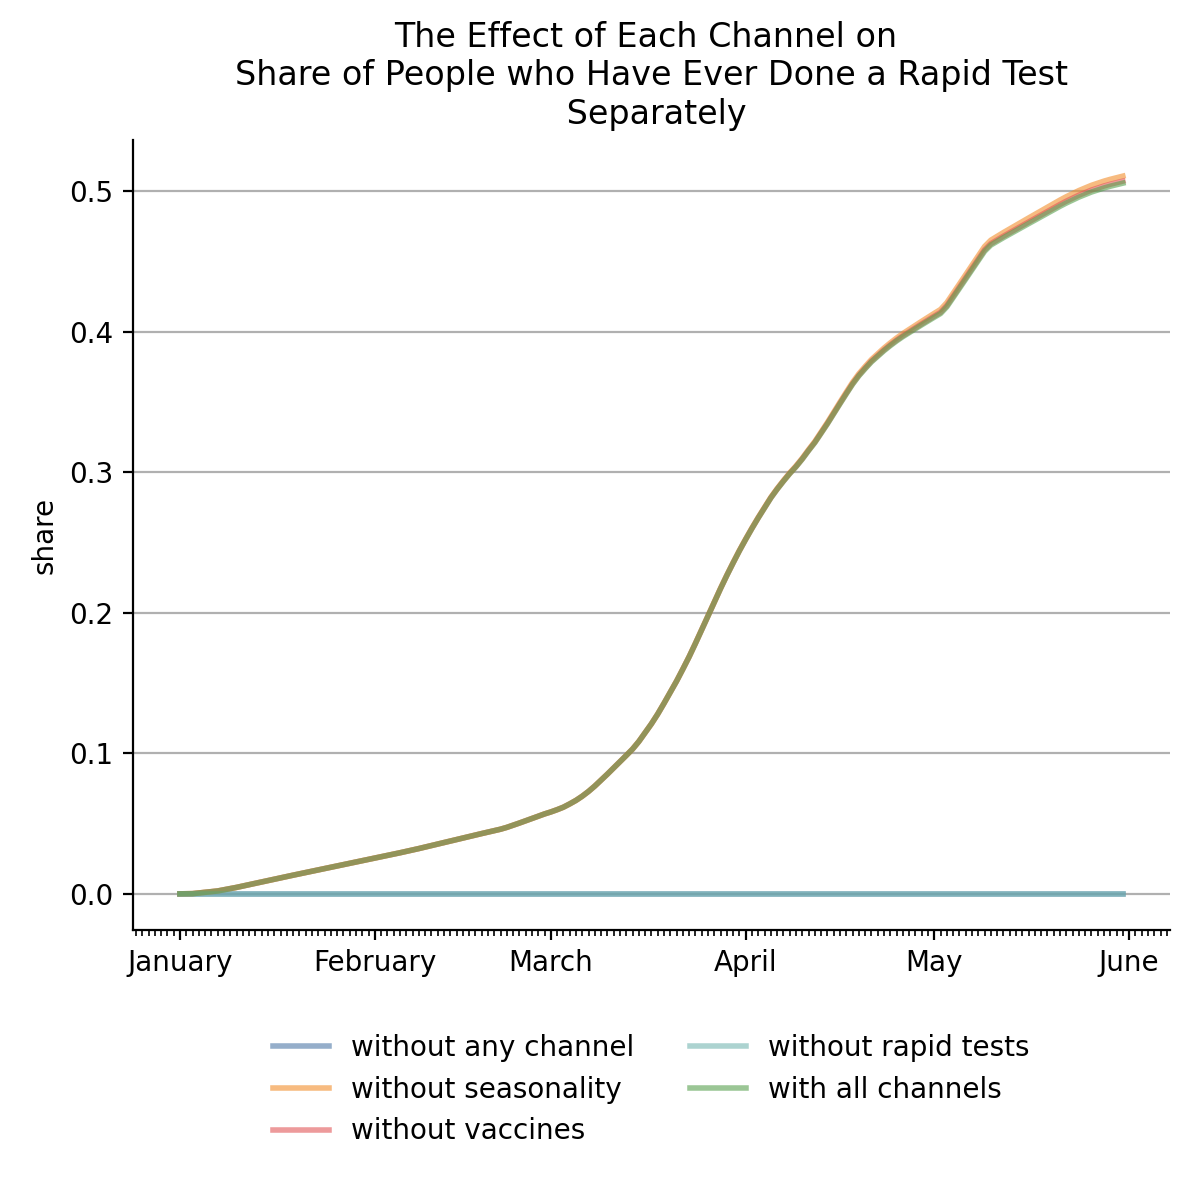 The Effect of Each Channel on
Share of People who Have Ever Done a Rapid Test
Separately
share
0.5
0.4
0.3
0.2
0.1
0.0
January February March April May June
without any channel
without seasonality
without vaccines
without rapid tests
with all channels